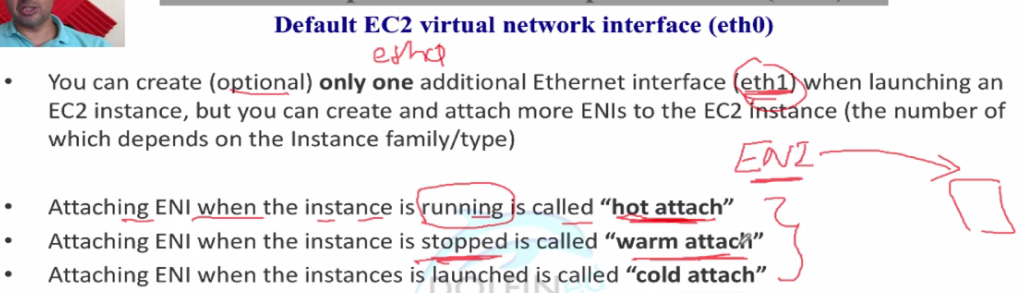 Default EC2 virtual network interface (eth0)
• You can create (optional) only one additional Ethernet interface (eth1) when launching an
EC2 instance, but you can create and attach more ENIs to the EC2 instance (the number of
which depends on the Instance family/type)
ENI
• Attaching ENI when the instance is running is called “hot attach”
• Attaching ENI when the instance is stopped is called “warm attach”
• Attaching ENI when the instances is launched is called “cold attach”